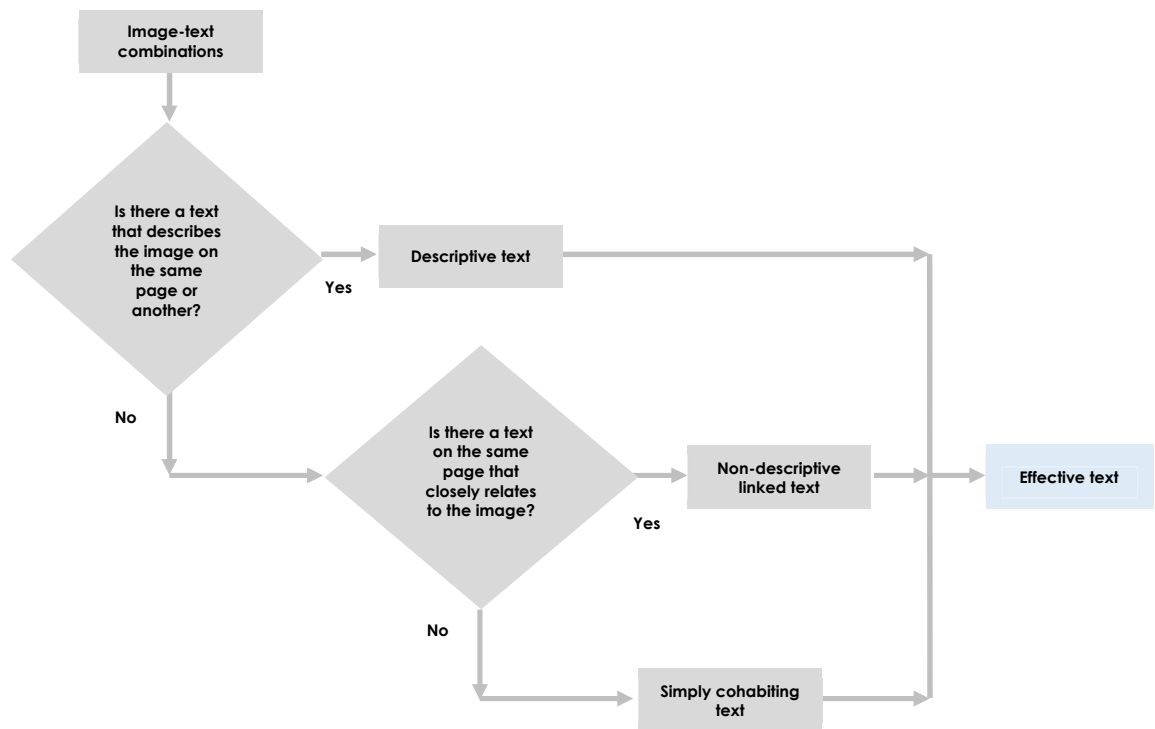 Image-text
combinations
Is there a text
that describes
the image on
the same
page or
another?
Yes
Descriptive text
No
Is there a text
on the same
page that
closely relates
to the image?
Yes
Non-descriptive
linked text
Effective text
No
Simply cohabiting
text